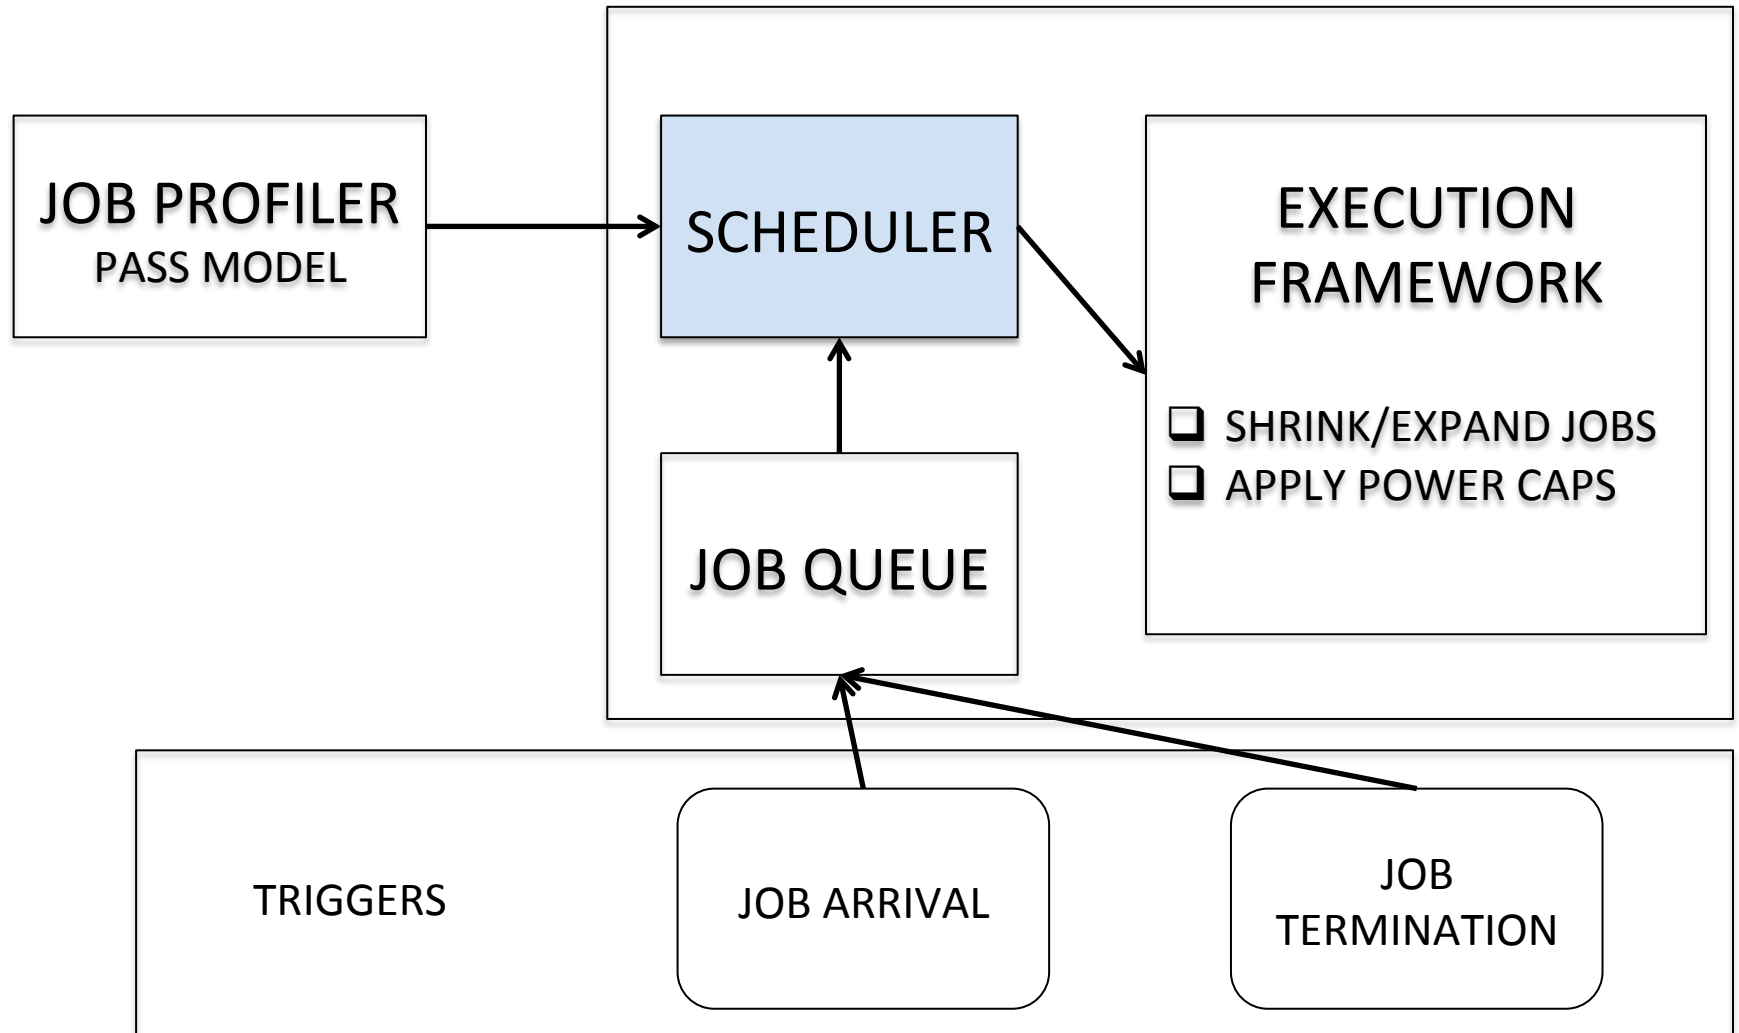 JOB PROFILER
PASS MODEL
SCHEDULER
EXECUTION
FRAMEWORK
❑ SHRINK/EXPAND JOBS
❑ APPLY POWER CAPS
JOB QUEUE
TRIGGERS
JOB ARRIVAL
JOB
TERMINATION